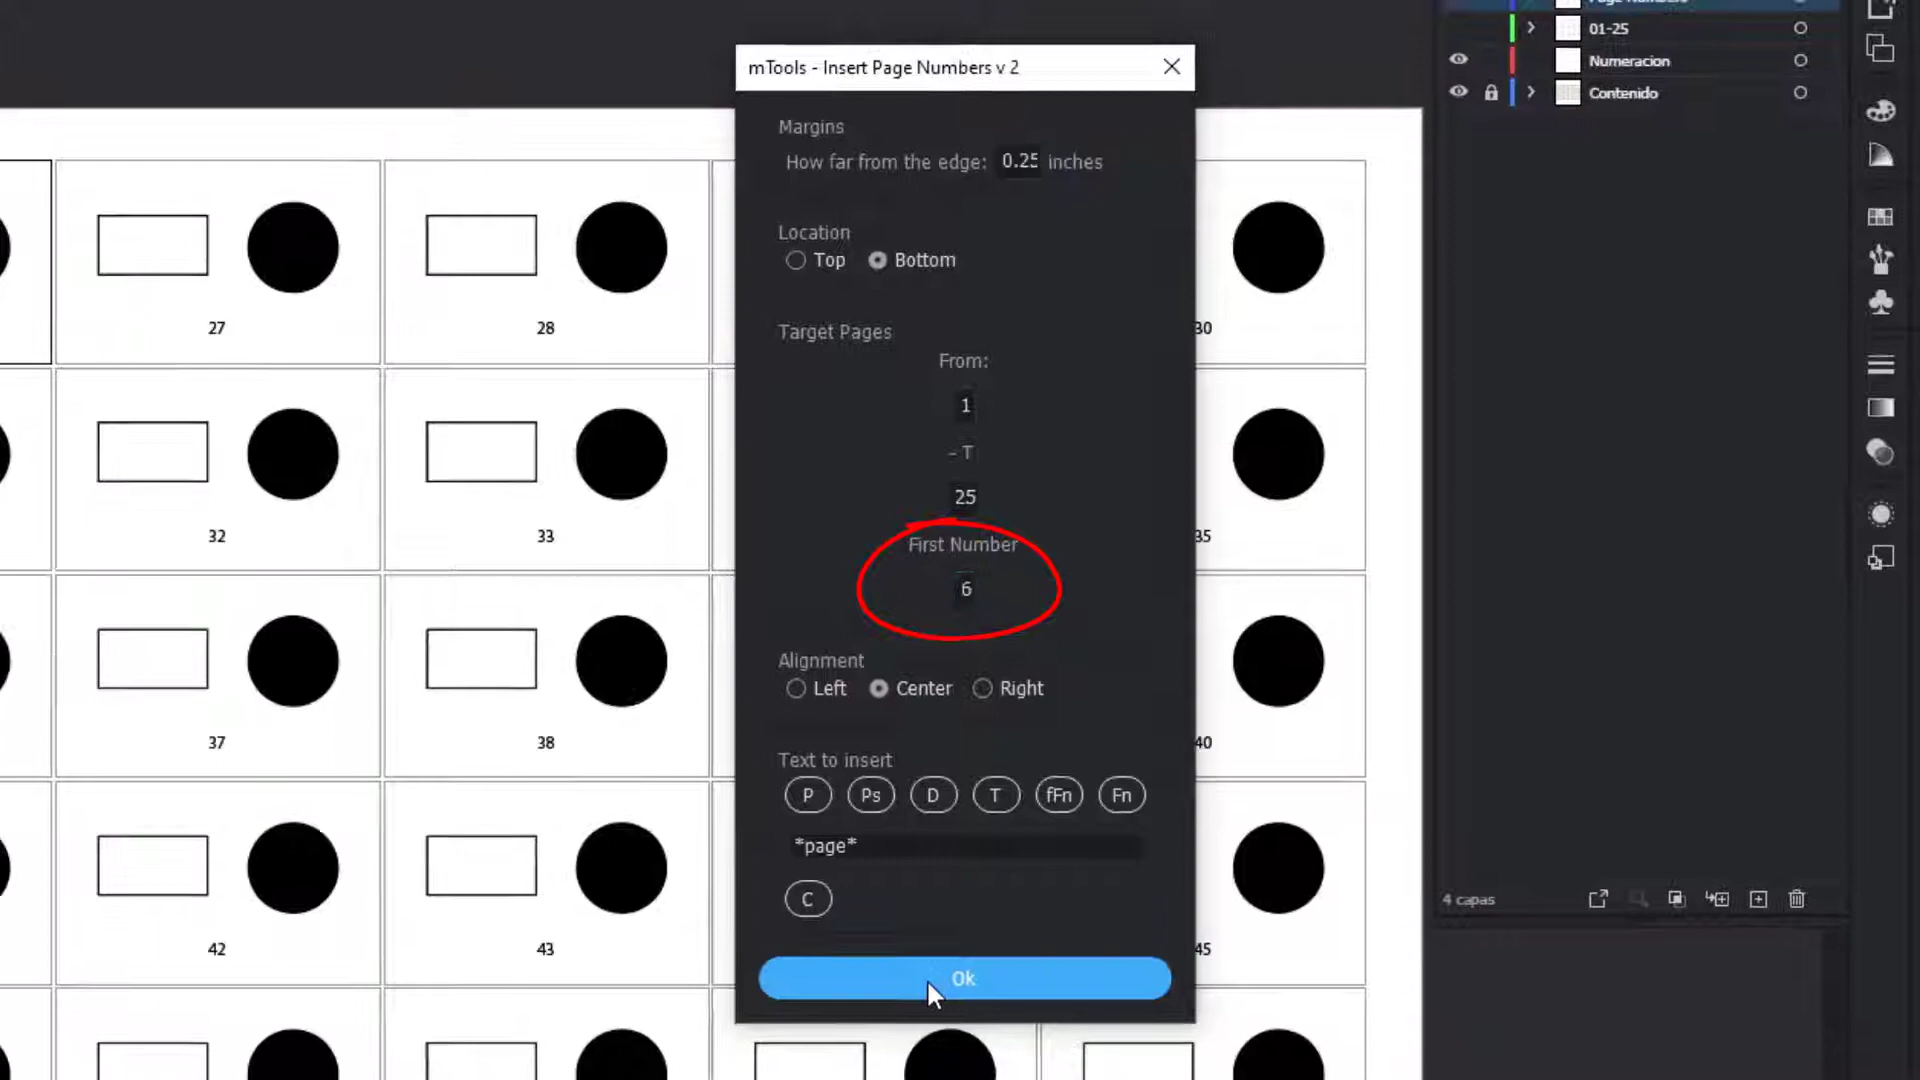 Page Numbers
01-25
Numeracion
Contenido
mTools - Insert Page Numbers v 2
Margins
How far from the edge: 0.25 inches
Location
Top Bottom
Target Pages
From:
1
- T
25
First Number
6
Alignment
Left Center Right
Text to insert
P Ps D T fFn Fn
*page*
C
Ok
27 28 30
32 33 35
37 38 40
42 43 45
4 capas